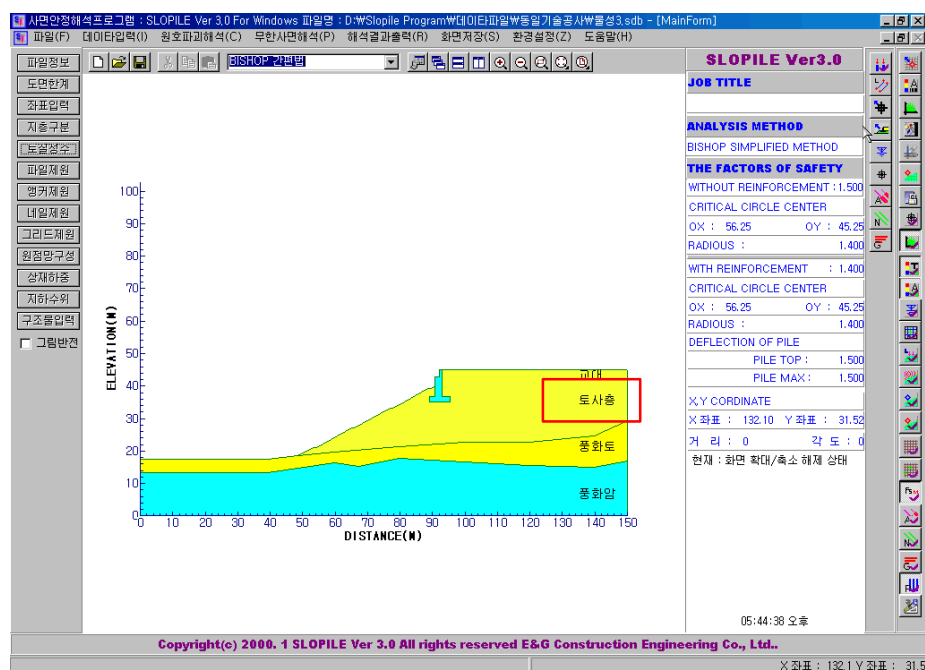 사면안정해석프로그램 : SLOPILE Ver 3,0 For Windows 파일명 : D:₩Slopile Program₩데이타파일₩동일기술공사₩물성3,sdb - [MainForm]
파일(F) 데이타입력(I) 원호파괴해석(C) 무한사면해석(P) 해석결과출력(R) 화면저장(S) 환경설정(Z) 도움말(H)
BISHOP 간편법
파일정보
도면한계
좌표입력
지층구분
토질성수
파일제원
앵커제원
네일제원
그리드제원
원점망구성
상재하중
지하수위
구조물입력
그림반전
ELEVATION(M)
100
90
80
70
60
50
40
30
20
10
0
교대
토사층
풍화토
풍화암
0 10 20 30 40 50 60 70 80 90 100 110 120 130 140 150
DISTANCE(M)
SLOPILE Ver3.0
JOB TITLE
ANALYSIS METHOD
BISHOP SIMPLIFIED METHOD
THE FACTORS OF SAFETY
WITHOUT REINFORCEMENT : 1.500
CRITICAL CIRCLE CENTER
OX : 56.25 OY : 45.25
RADIOUS : 1.400
WITH REINFORCEMENT : 1.400
CRITICAL CIRCLE CENTER
OX : 56.25 OY : 45.25
RADIOUS : 1.400
DEFLECTION OF PILE
PILE TOP : 1.500
PILE MAX : 1.500
X,Y CORDINATE
X 좌표 : 132.10 Y 좌표 : 31.52
거 리 : 0 각 도 : 0
현재 : 화면 확대/축소 해제 상태
05:44:38 오후
Copyright(c) 2000. 1 SLOPILE Ver 3.0 All rights reserved E&G Construction Engineering Co., Ltd..
X 좌표 : 132.1 Y 좌표 : 31.5